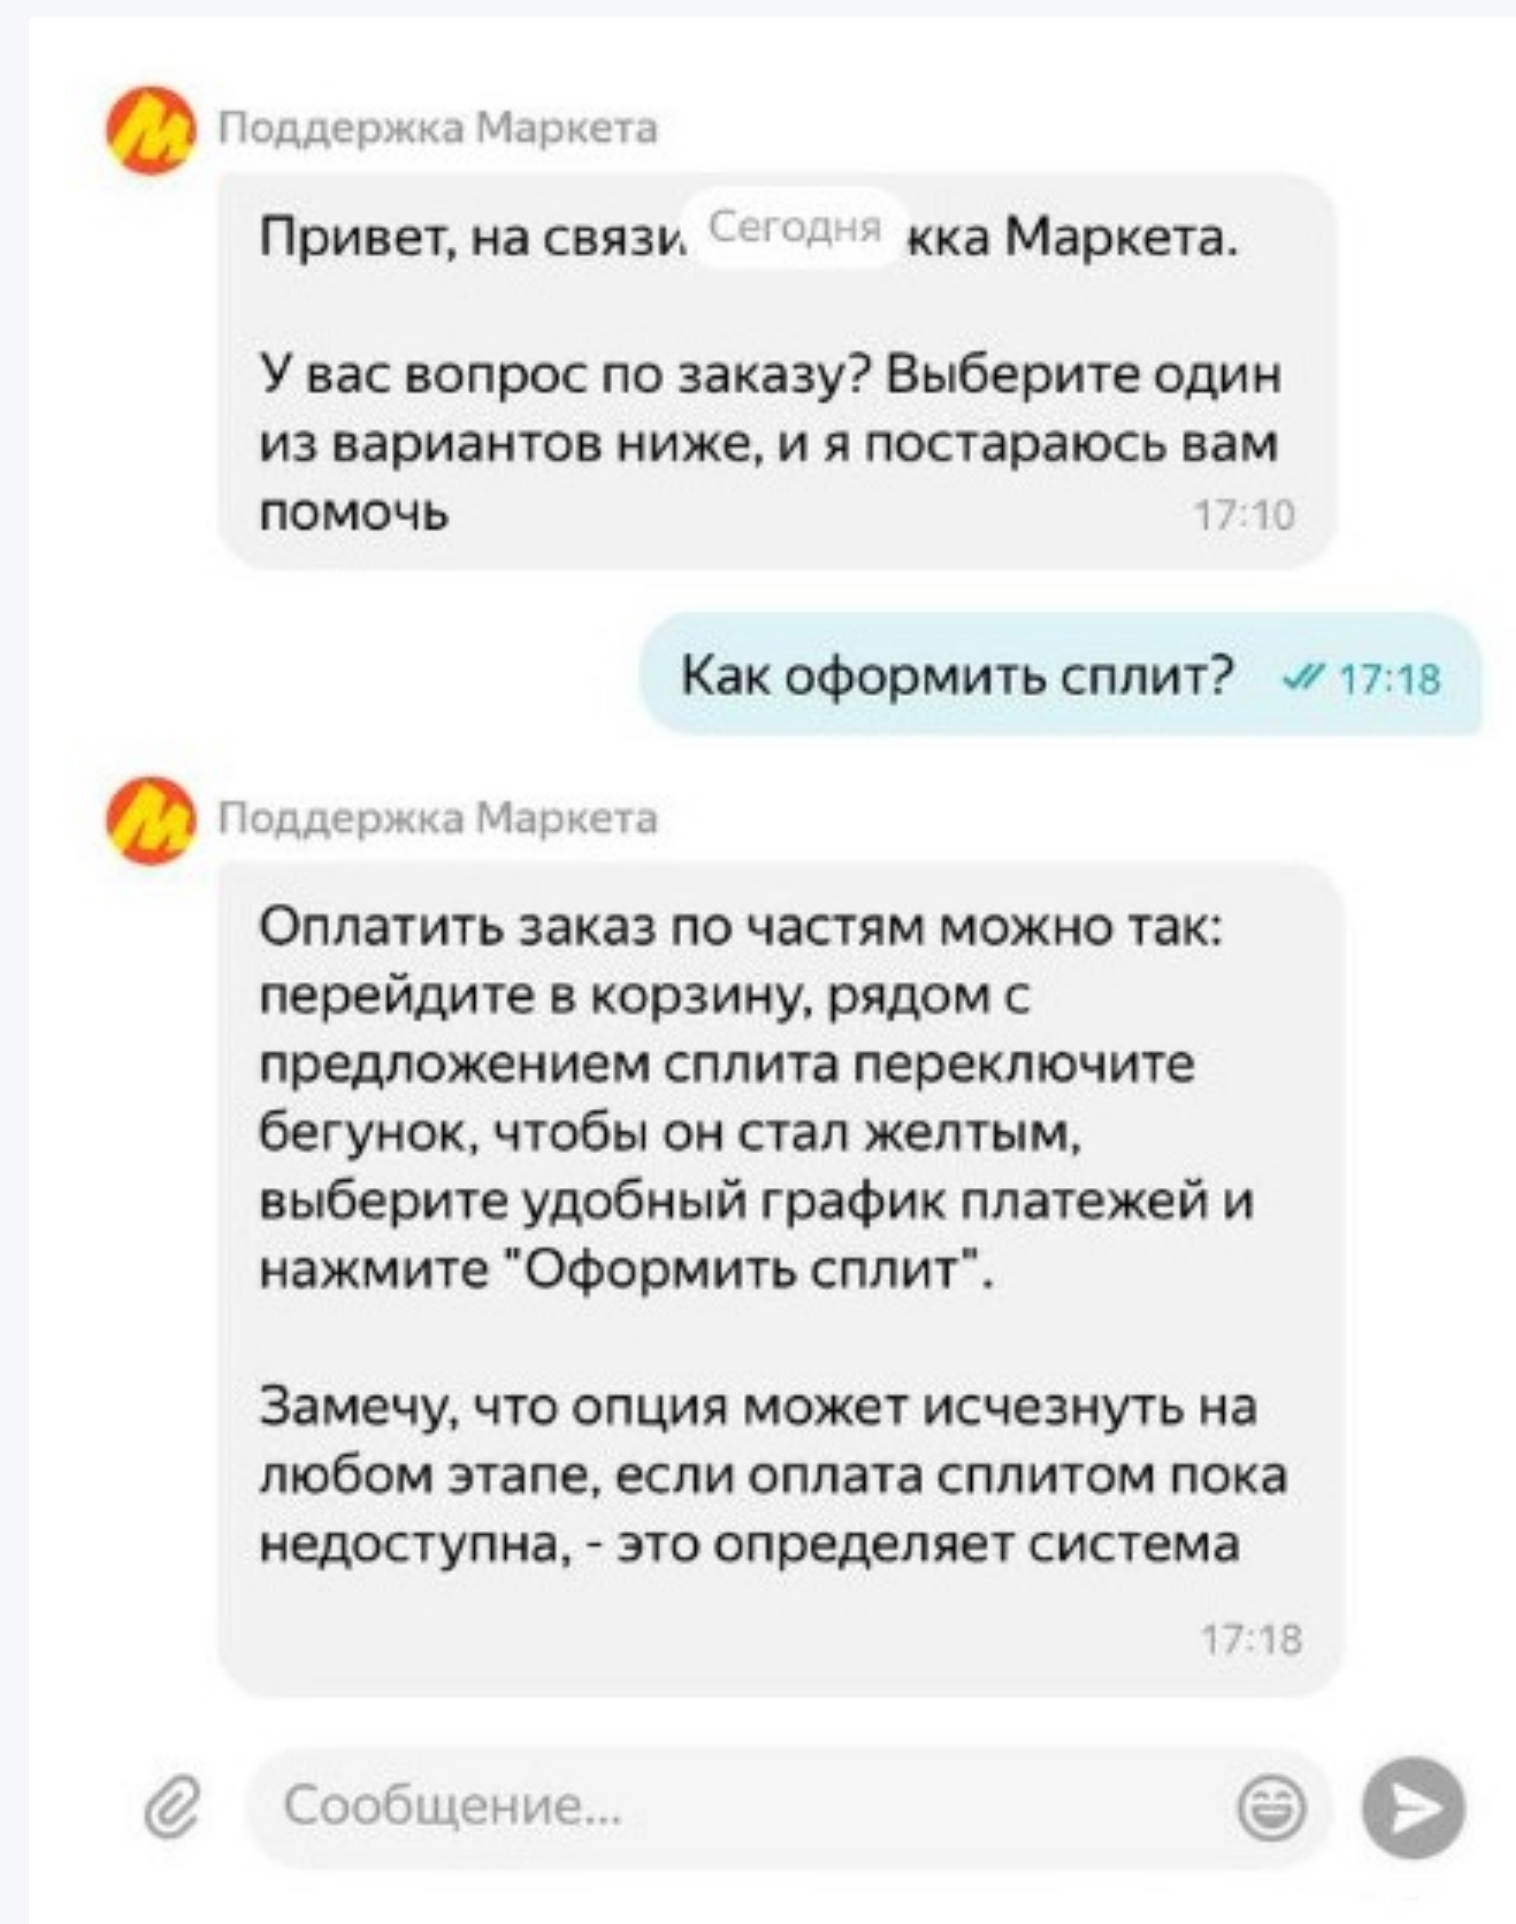 Поддержка Маркета
Привет, на связи жка Маркета.
Сегодня
У вас вопрос по заказу? Выберите один
из вариантов ниже, и я постараюсь вам
помочь
17:10
Как оформить сплит? 17:18
Поддержка Маркета
Оплатить заказ по частям можно так:
перейдите в корзину, рядом с
предложением сплита переключите
бегунок, чтобы он стал желтым,
выберите удобный график платежей и
нажмите "Оформить сплит".
Замечу, что опция может исчезнуть на
любом этапе, если оплата сплитом пока
недоступна, - это определяет система
17:18
Сообщение...